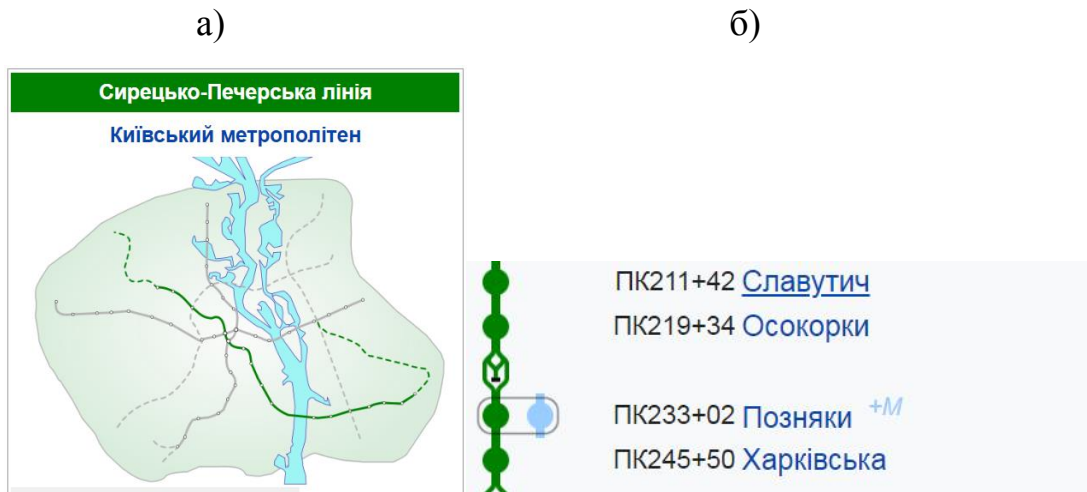 а)
б)
Сирецько-Печерська лінія
Київський метрополітен
ПК211+42 Славутич
ПК219+34 Осокорки
ПК233+02 Позняки +М
ПК245+50 Харківська